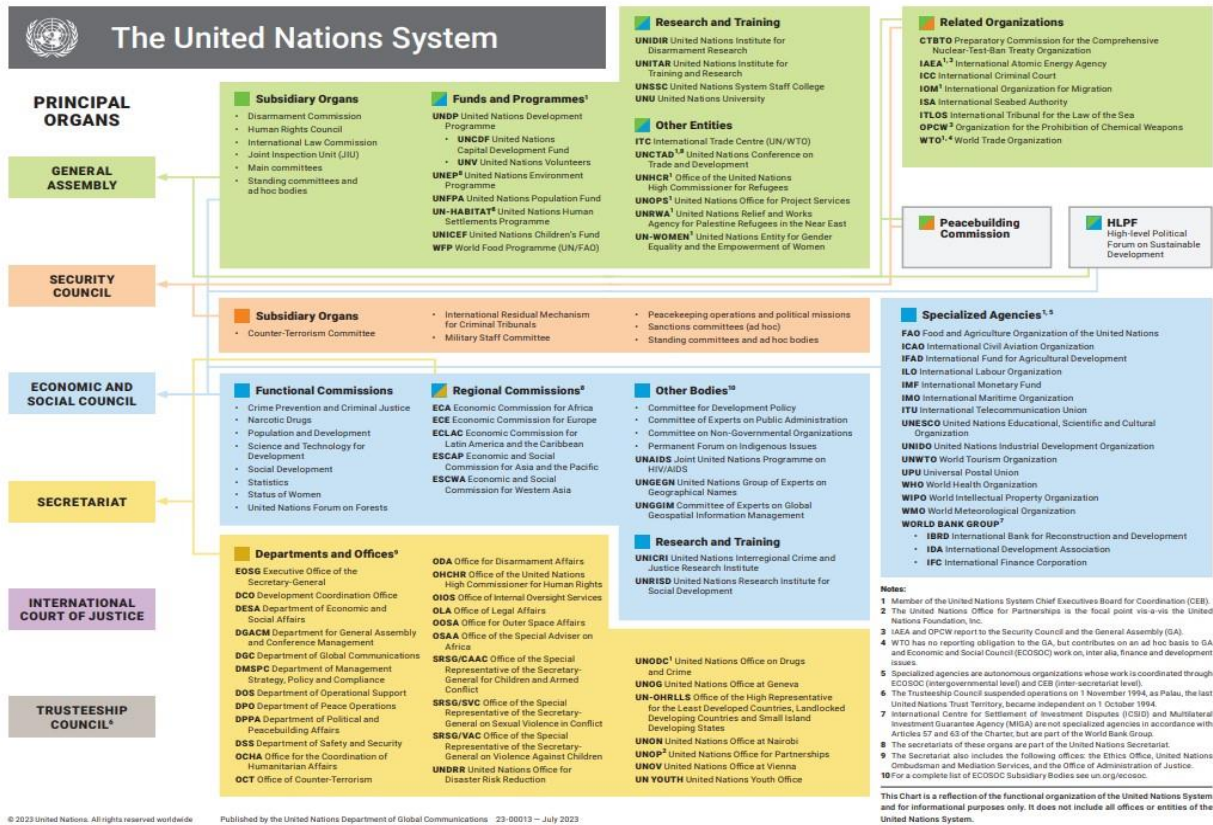 The United Nations System
PRINCIPAL
ORGANS
GENERAL
ASSEMBLY
SECURITY
COUNCIL
ECONOMIC AND
SOCIAL COUNCIL
SECRETARIAT
INTERNATIONAL
COURT OF JUSTICE
TRUSTEESHIP
COUNCIL⁶
Subsidiary Organs
• Disarmament Commission
• Human Rights Council
• International Law Commission
• Joint Inspection Unit (JIU)
• Main committees
• Standing committees and
ad hoc bodies
Funds and Programmes¹
UNDP United Nations Development
Programme
• UNCDF United Nations
Capital Development Fund
• UNV United Nations Volunteers
UNEP⁸ United Nations Environment
Programme
UNFPA United Nations Population Fund
UN-HABITAT⁸ United Nations Human
Settlements Programme
UNICEF United Nations Children's Fund
WFP World Food Programme (UN/FAO)
Research and Training
UNIDIR United Nations Institute for
Disarmament Research
UNITAR United Nations Institute for
Training and Research
UNSSC United Nations System Staff College
UNU United Nations University
Other Entities
ITC International Trade Centre (UN/WTO)
UNCTAD¹,⁸ United Nations Conference on
Trade and Development
UNHCR¹ Office of the United Nations
High Commissioner for Refugees
UNOPS¹ United Nations Office for Project Services
UNRWA¹ United Nations Relief and Works
Agency for Palestine Refugees in the Near East
UN-WOMEN¹ United Nations Entity for Gender
Equality and the Empowerment of Women
Related Organizations
CTBTO Preparatory Commission for the Comprehensive
Nuclear-Test-Ban Treaty Organization
IAEA¹,³ International Atomic Energy Agency
ICC International Criminal Court
IOM¹ International Organization for Migration
ISA International Seabed Authority
ITLOS International Tribunal for the Law of the Sea
OPCW³ Organization for the Prohibition of Chemical Weapons
WTO¹,⁴ World Trade Organization
Peacebuilding
Commission
HLPF
High-level Political
Forum on Sustainable
Development
Subsidiary Organs
• Counter-Terrorism Committee
• International Residual Mechanism
for Criminal Tribunals
• Military Staff Committee
• Peacekeeping operations and political missions
• Sanctions committees (ad hoc)
• Standing committees and ad hoc bodies
Functional Commissions
• Crime Prevention and Criminal Justice
• Narcotic Drugs
• Population and Development
• Science and Technology for
Development
• Social Development
• Statistics
• Status of Women
• United Nations Forum on Forests
Regional Commissions⁸
ECA Economic Commission for Africa
ECE Economic Commission for Europe
ECLAC Economic Commission for
Latin America and the Caribbean
ESCAP Economic and Social
Commission for Asia and the Pacific
ESCWA Economic and Social
Commission for Western Asia
Other Bodies¹⁰
• Committee for Development Policy
• Committee of Experts on Public Administration
• Committee on Non-Governmental Organizations
• Permanent Forum on Indigenous Issues
UNAIDS Joint United Nations Programme on
HIV/AIDS
UNGEGN United Nations Group of Experts on
Geographical Names
UNGGIM Committee of Experts on Global
Geospatial Information Management
Research and Training
UNICRI United Nations Interregional Crime and
Justice Research Institute
UNRISD United Nations Research Institute for
Social Development
Specialized Agencies¹,⁵
FAO Food and Agriculture Organization of the United Nations
ICAO International Civil Aviation Organization
IFAD International Fund for Agricultural Development
ILO International Labour Organization
IMF International Monetary Fund
IMO International Maritime Organization
ITU International Telecommunication Union
UNESCO United Nations Educational, Scientific and Cultural
Organization
UNIDO United Nations Industrial Development Organization
UNWTO World Tourism Organization
UPU Universal Postal Union
WHO World Health Organization
WIPO World Intellectual Property Organization
WMO World Meteorological Organization
WORLD BANK GROUP⁷
• IBRD International Bank for Reconstruction and Development
• IDA International Development Association
• IFC International Finance Corporation
Departments and Offices⁹
EOSG Executive Office of the
Secretary-General
DCO Development Coordination Office
DESA Department of Economic and
Social Affairs
DGACM Department for General Assembly
and Conference Management
DGC Department of Global Communications
DMSPC Department of Management
Strategy, Policy and Compliance
DOS Department of Operational Support
DPO Department of Peace Operations
DPPA Department of Political and
Peacebuilding Affairs
DSS Department of Safety and Security
OCHA Office for the Coordination of
Humanitarian Affairs
OCT Office of Counter-Terrorism
ODA Office for Disarmament Affairs
OHCHR Office of the United Nations
High Commissioner for Human Rights
OIOS Office of Internal Oversight Services
OLA Office of Legal Affairs
OOSA Office for Outer Space Affairs
OSAA Office of the Special Adviser on
Africa
SRSG/CAAC Office of the Special
Representative of the Secretary-
General for Children and Armed
Conflict
SRSG/SVC Office of the Special
Representative of the Secretary-
General on Sexual Violence in Conflict
SRSG/VAC Office of the Special
Representative of the Secretary-
General on Violence Against Children
UNDRR United Nations Office for
Disaster Risk Reduction
UNODC¹ United Nations Office on Drugs
and Crime
UNOG United Nations Office at Geneva
UN-OHRLLS Office of the High Representative
for the Least Developed Countries, Landlocked
Developing Countries and Small Island
Developing States
UNON United Nations Office at Nairobi
UNOP² United Nations Office for Partnerships
UNOV United Nations Office at Vienna
UN YOUTH United Nations Youth Office
Notes:
1 Member of the United Nations System Chief Executives Board for Coordination (CEB).
2 The United Nations Office for Partnerships is the focal point vis-a-vis the United
Nations Foundation, Inc.
3 IAEA and OPCW report to the Security Council and the General Assembly (GA).
4 WTO has no reporting obligation to the GA, but contributes on an ad hoc basis to GA
and Economic and Social Council (ECOSOC) work on, inter alia, finance and development
issues.
5 Specialized agencies are autonomous organizations whose work is coordinated through
ECOSOC (intergovernmental level) and CEB (inter-secretariat level).
6 The Trusteeship Council suspended operations on 1 November 1994, as Palau, the last
United Nations Trust Territory, became independent on 1 October 1994.
7 International Centre for Settlement of Investment Disputes (ICSID) and Multilateral
Investment Guarantee Agency (MIGA) are not specialized agencies in accordance with
Articles 57 and 63 of the Charter, but are part of the World Bank Group.
8 The secretariats of these organs are part of the United Nations Secretariat.
9 The Secretariat also includes the following offices: the Ethics Office, United Nations
Ombudsman and Mediation Services, and the Office of Administration of Justice.
10 For a complete list of ECOSOC Subsidiary Bodies see un.org/ecosoc.
This Chart is a reflection of the functional organization of the United Nations System
and for informational purposes only. It does not include all offices or entities of the
United Nations System.
© 2023 United Nations. All rights reserved worldwide
Published by the United Nations Department of Global Communications 23-00013 — July 2023